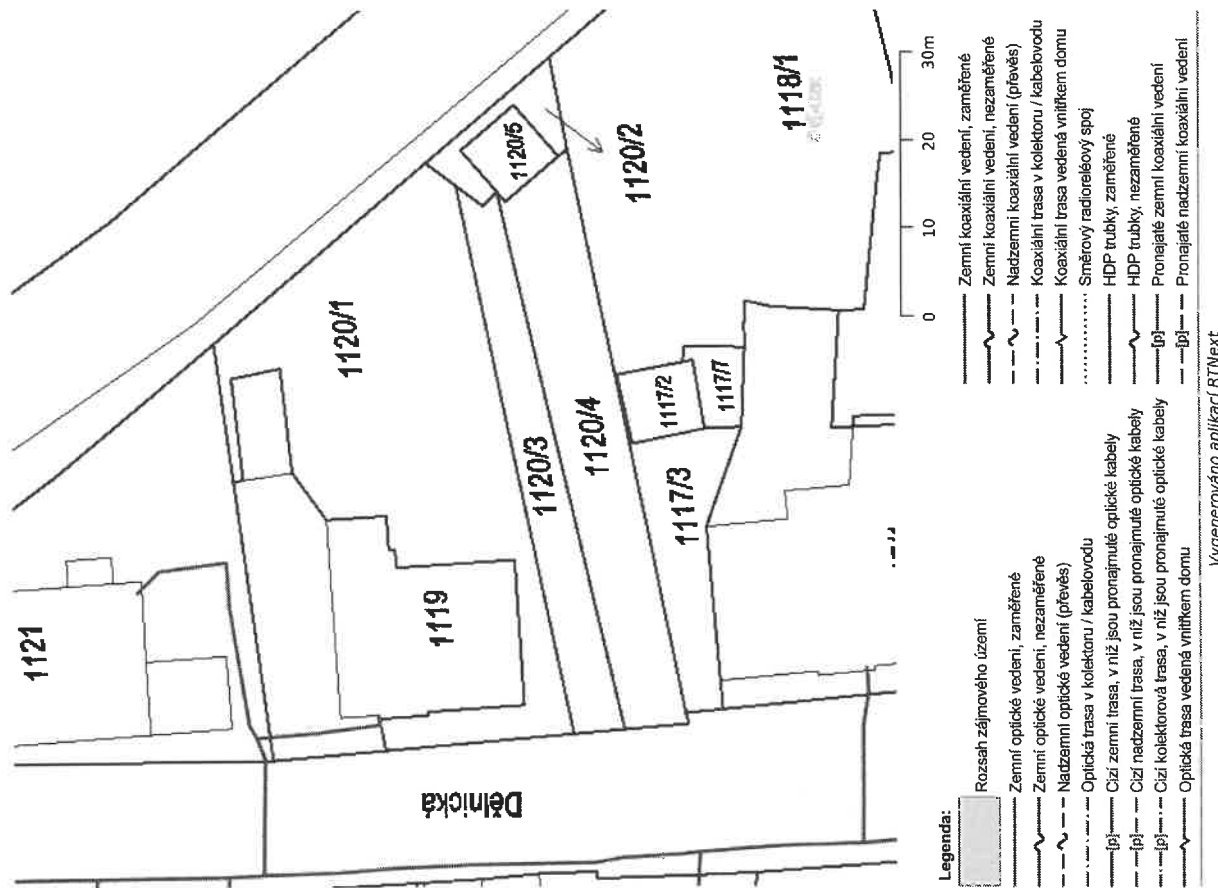 1121
1120/1
1119
1120/5
1120/2
1118/1
1120/3
1120/4
1117/2
1117/7
1117/3
Dělnická
0
10
20
30m
Legenda:
Rozsah zájmového území
Zemní optické vedení, zaměřené
Zemní optické vedení, nezaměřené
Nadzemní optické vedení (převěs)
Optická trasa v kolektoru / kabelovodu
[p] Cizí zemní trasa, v níž jsou pronajmuté optické kabely
[p] Cizí nadzemní trasa, v níž jsou pronajmuté optické kabely
[p] Cizí kolektorová trasa, v níž jsou pronajmuté optické kabely
Optická trasa vedená vnitřkem domu
Zemní koaxiální vedení, zaměřené
Zemní koaxiální vedení, nezaměřené
Nadzemní koaxiální vedení (převěs)
Koaxiální trasa v kolektoru / kabelovodu
Koaxiální trasa vedená vnitřkem domu
Směrový radioreléový spoj
HDP trubky, zaměřené
HDP trubky, nezaměřené
[p] Pronajaté zemní koaxiální vedení
[p] Pronajaté nadzemní koaxiální vedení
Vygenerováno aplikací RTNext